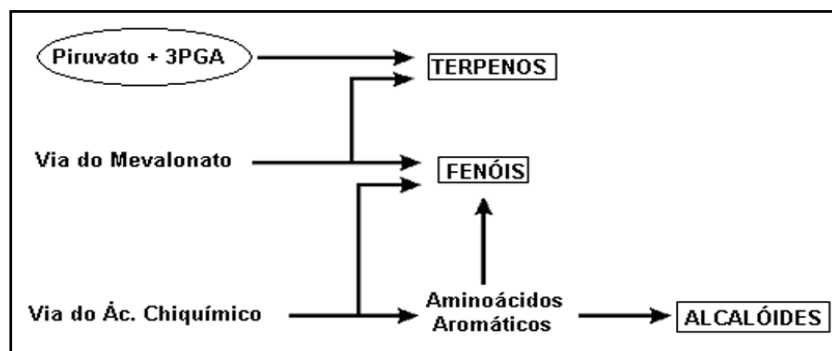 Piruvato + 3PGA
TERPENOS
Via do Mevalonato
FENÓIS
Via do Ác. Chiquímico
Aminoácidos
Aromáticos
ALCALÓIDES